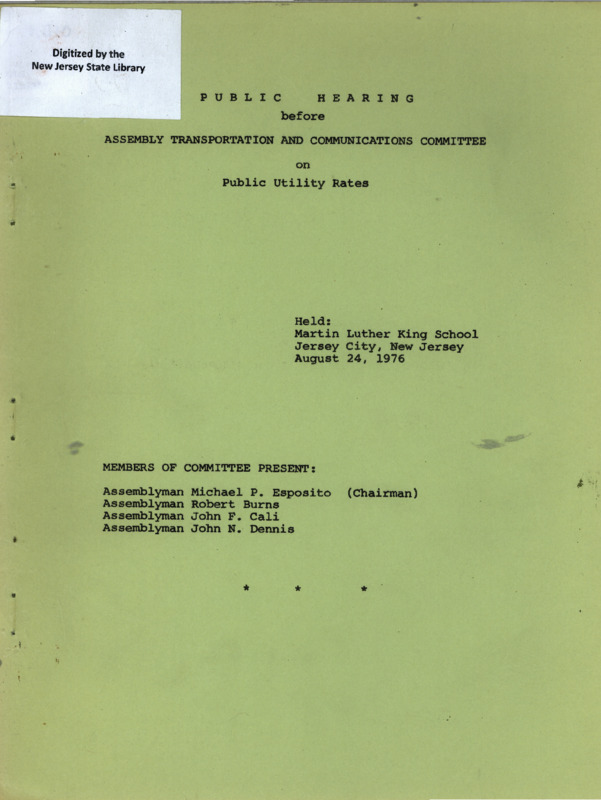 Digitized by the
New Jersey State Library
PUBLIC HEARING
before
ASSEMBLY TRANSPORTATION AND COMMUNICATIONS COMMITTEE
on
Public Utility Rates
Held:
Martin Luther King School
Jersey City, New Jersey
August 24, 1976
MEMBERS OF COMMITTEE PRESENT:
Assemblyman Michael P. Esposito (Chairman)
Assemblyman Robert Burns
Assemblyman John F. Cali
Assemblyman John N. Dennis
* * *